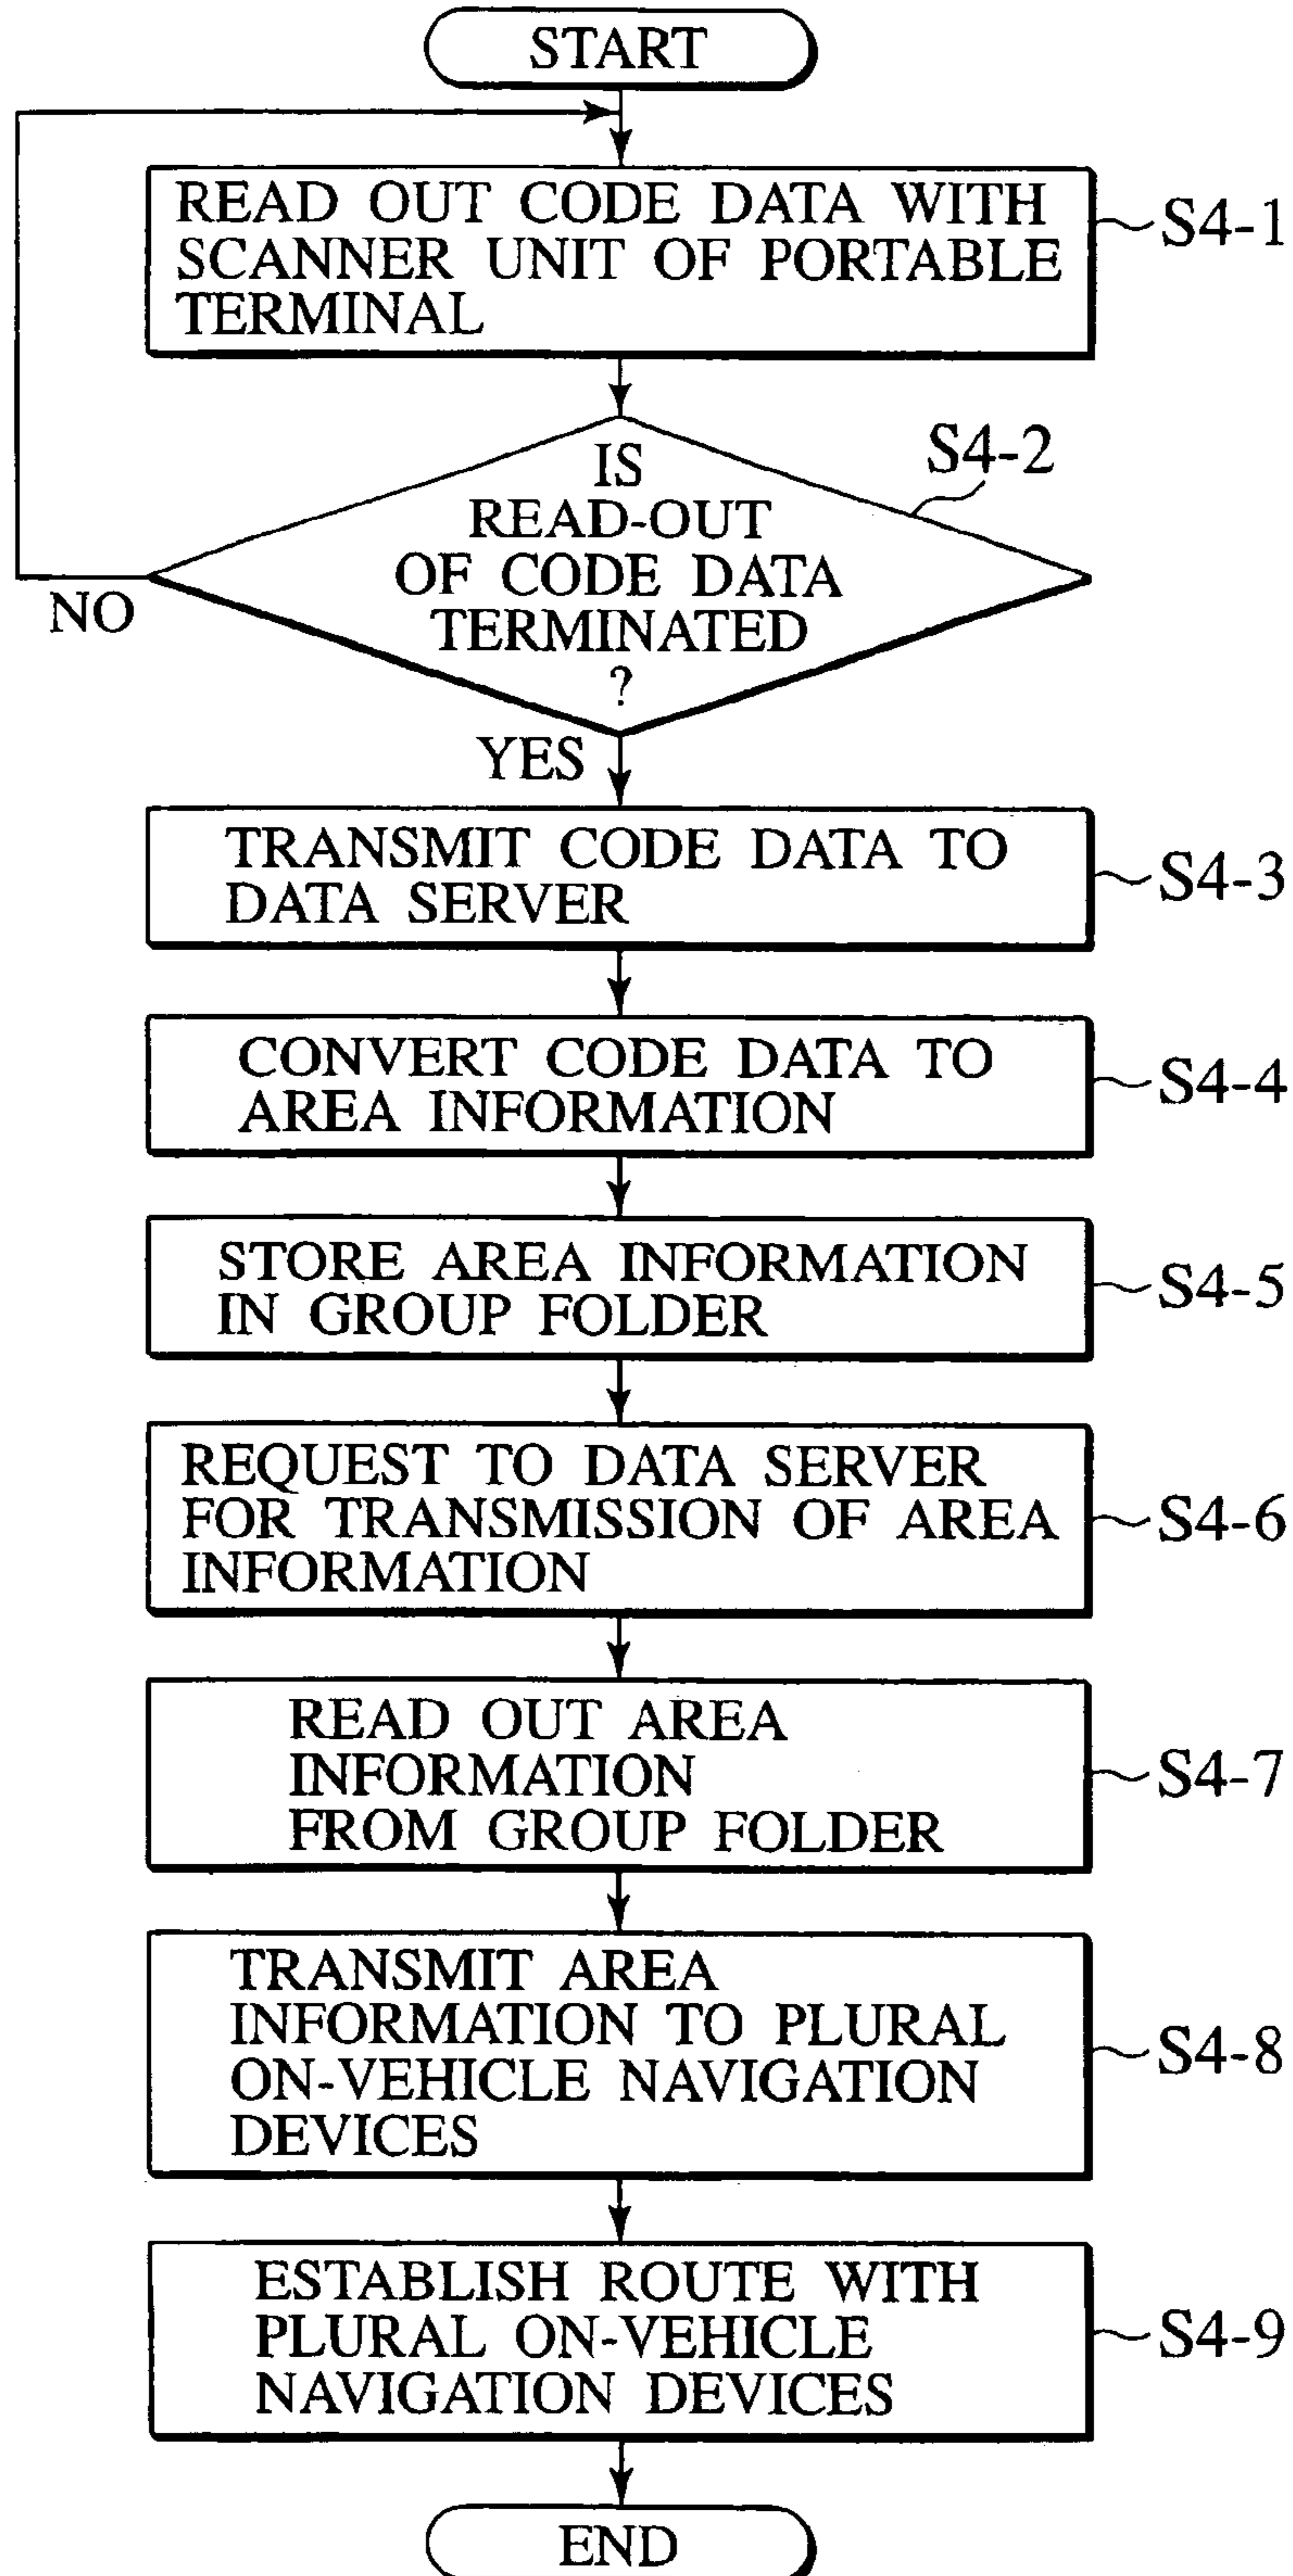 START
READ OUT CODE DATA WITH
SCANNER UNIT OF PORTABLE
TERMINAL
S4-1
IS
READ-OUT
OF CODE DATA
TERMINATED
?
S4-2
NO
YES
TRANSMIT CODE DATA TO
DATA SERVER
S4-3
CONVERT CODE DATA TO
AREA INFORMATION
S4-4
STORE AREA INFORMATION
IN GROUP FOLDER
S4-5
REQUEST TO DATA SERVER
FOR TRANSMISSION OF AREA
INFORMATION
S4-6
READ OUT AREA
INFORMATION
FROM GROUP FOLDER
S4-7
TRANSMIT AREA
INFORMATION TO PLURAL
ON-VEHICLE NAVIGATION
DEVICES
S4-8
ESTABLISH ROUTE WITH
PLURAL ON-VEHICLE
NAVIGATION DEVICES
S4-9
END